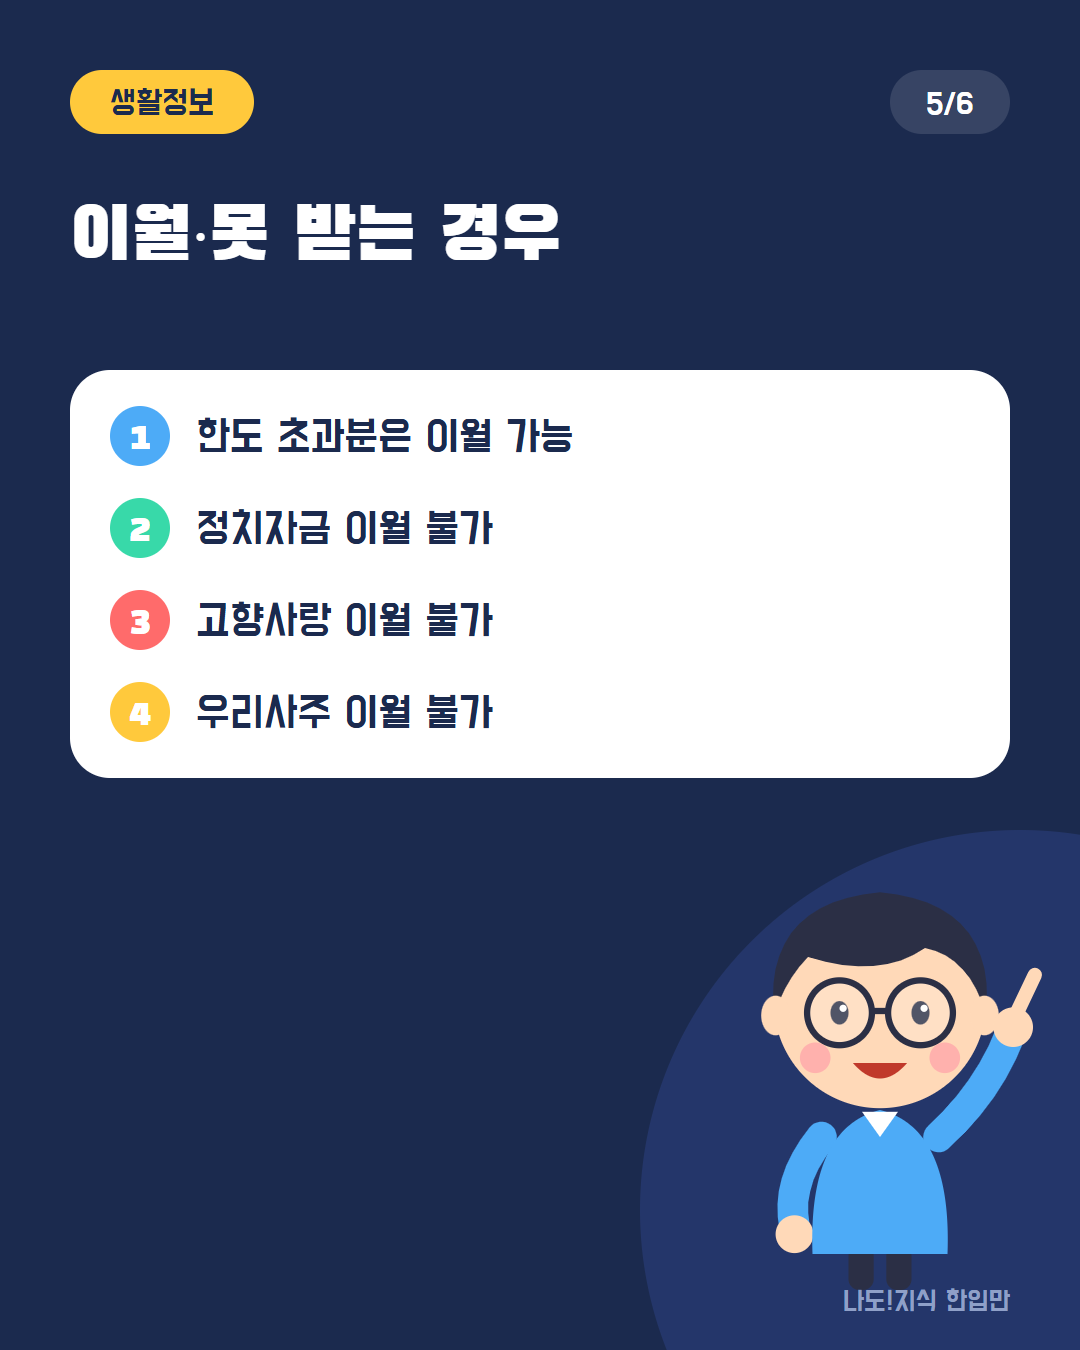 생활정보
5/6
이월·못 받는 경우
1 한도 초과분은 이월 가능
2 정치자금 이월 불가
3 고향사랑 이월 불가
4 우리사주 이월 불가
나도!지식 한입만